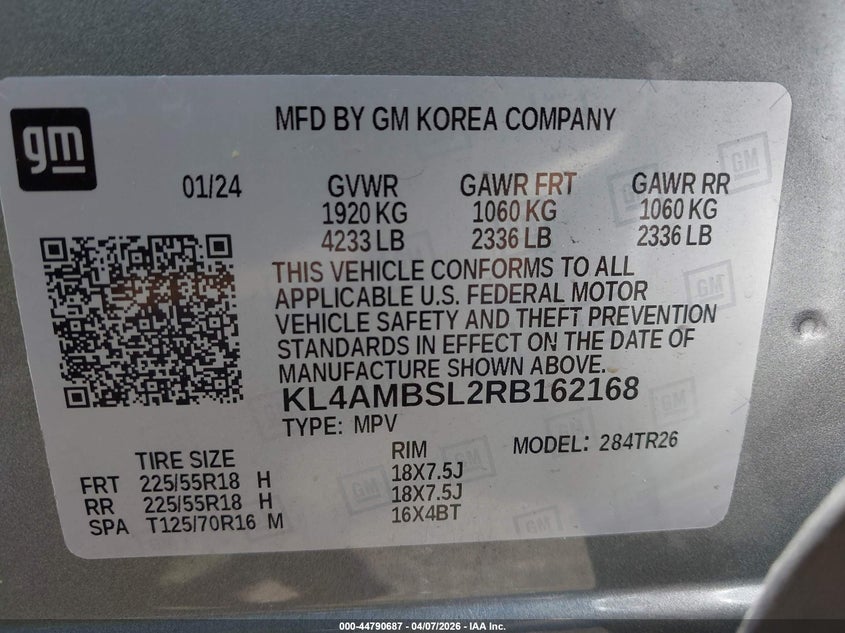 gm
MFD BY GM KOREA COMPANY
01/24
GVWR
1920 KG
4233 LB
GAWR FRT
1060 KG
2336 LB
GAWR RR
1060 KG
2336 LB
THIS VEHICLE CONFORMS TO ALL
APPLICABLE U.S. FEDERAL MOTOR
VEHICLE SAFETY AND THEFT PREVENTION
STANDARDS IN EFFECT ON THE DATE OF
MANUFACTURE SHOWN ABOVE.
KL4AMBSL2RB162168
TYPE: MPV
MODEL: 284TR26
TIRE SIZE
RIM
FRT 225/55R18 H 18X7.5J
RR 225/55R18 H 18X7.5J
SPA T125/70R16 M 16X4BT
000-44790687 - 04/07/2026 - IAA Inc.